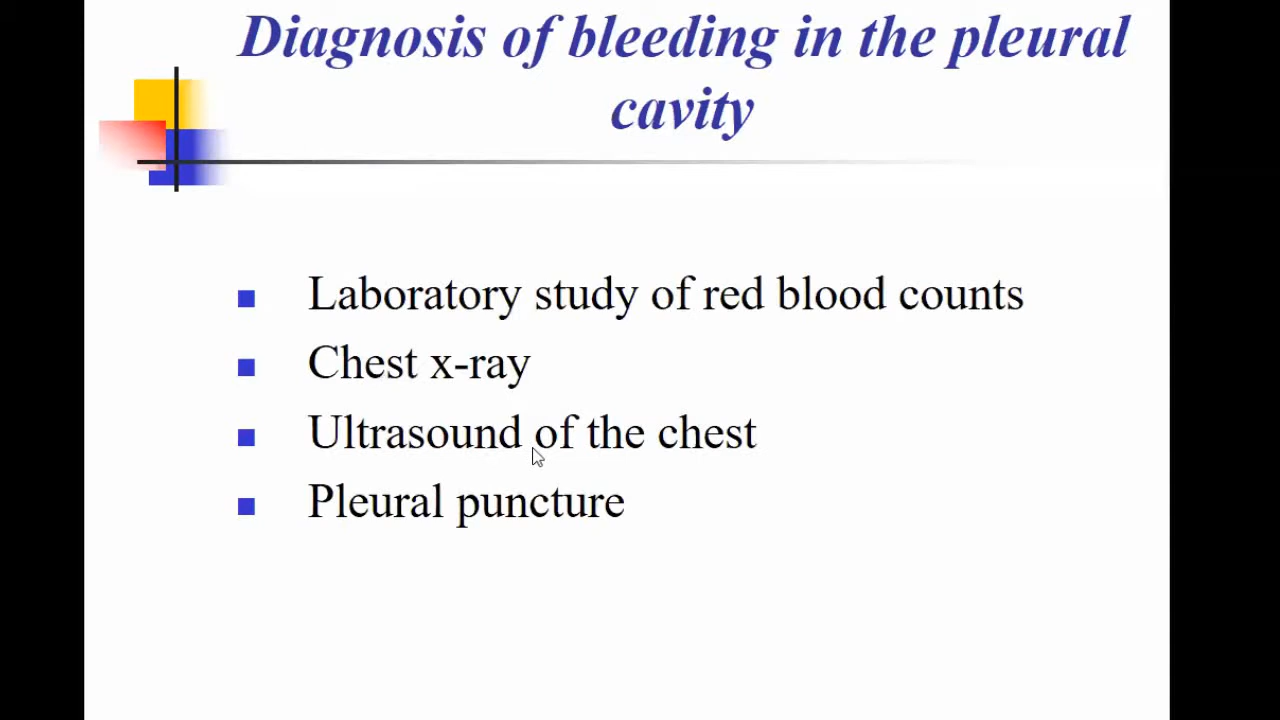 Diagnosis of bleeding in the pleural
cavity
Laboratory study of red blood counts
Chest x-ray
Ultrasound of the chest
Pleural puncture